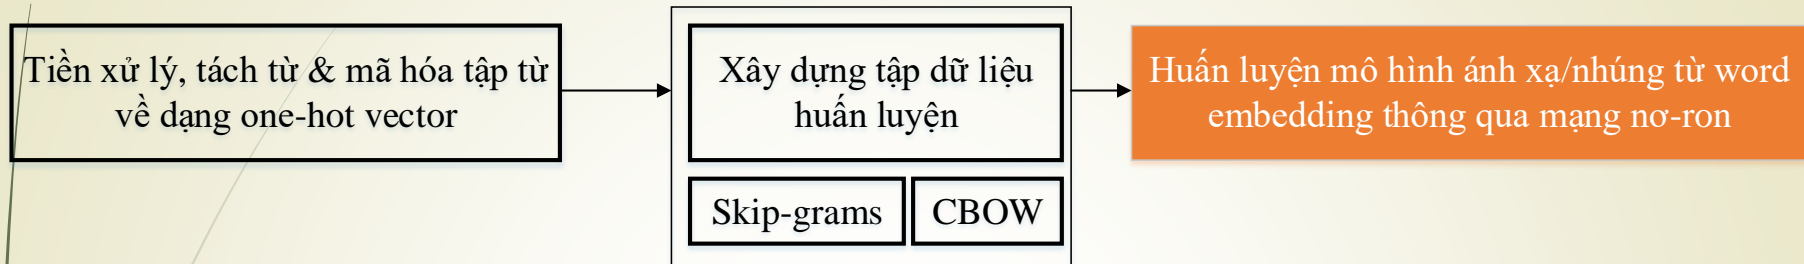 Tiền xử lý, tách từ & mã hóa tập từ
về dạng one-hot vector
Xây dựng tập dữ liệu
huấn luyện
Skip-grams
CBOW
Huấn luyện mô hình ánh xạ/nhúng từ word
embedding thông qua mạng nơ-ron